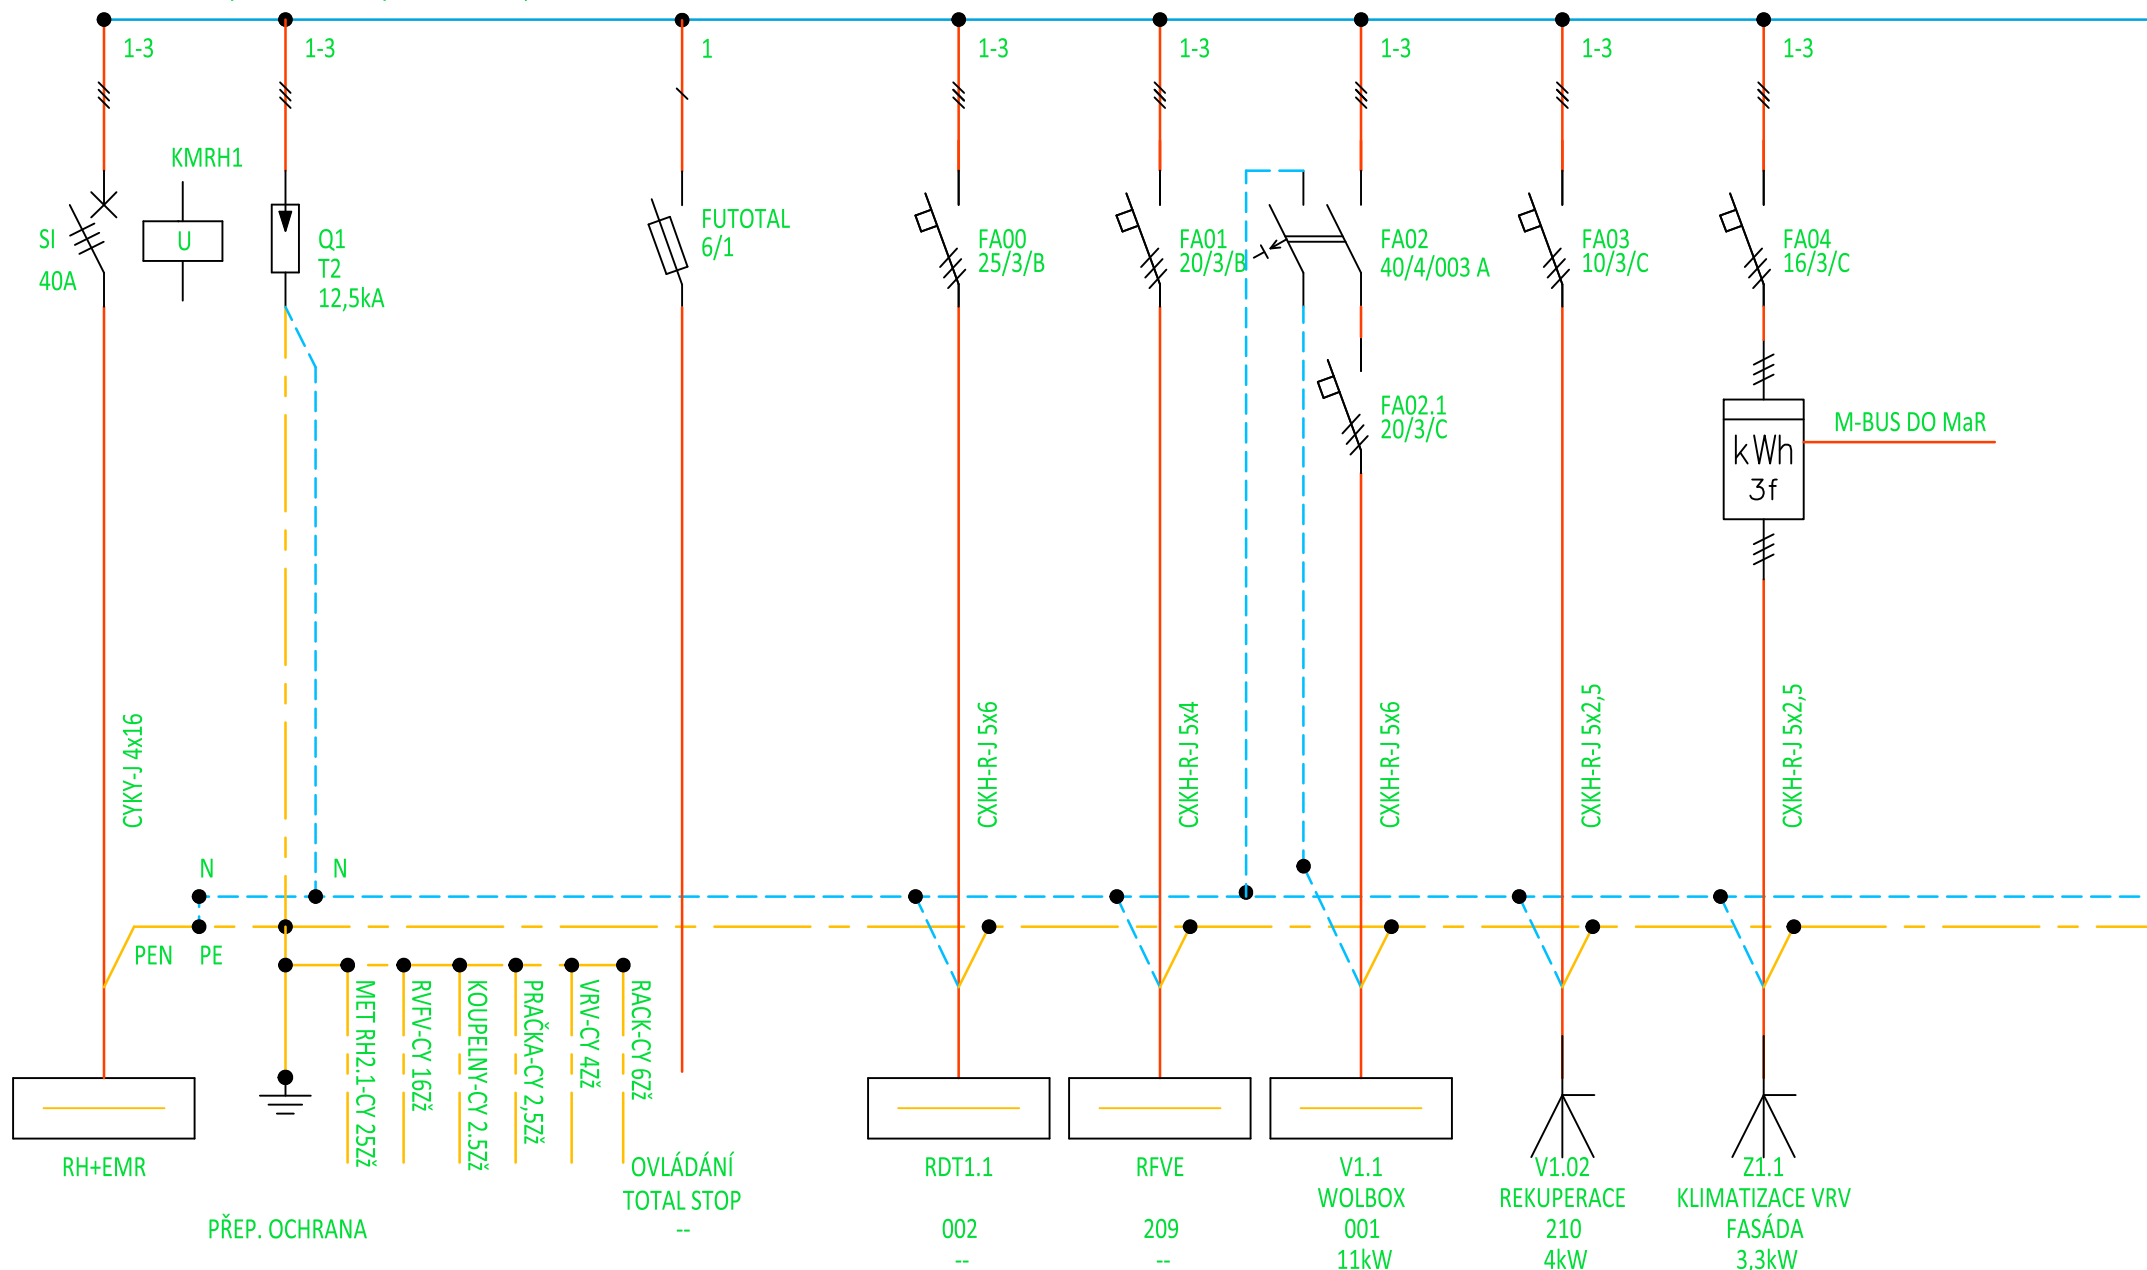 1-3
1-3
1
1-3
1-3
1-3
1-3
1-3
KMRH1
U
SI
40A
Q1
T2
12,5kA
FUTOTAL
6/1
FA00
25/3/B
FA01
20/3/B
FA02
40/4/003 A
FA03
10/3/C
FA04
16/3/C
FA02.1
20/3/C
M-BUS DO MaR
kWh
3f
CYKY-J 4x16
CXKH-R-J 5x6
CXKH-R-J 5x4
CXKH-R-J 5x6
CXKH-R-J 5x2,5
CXKH-R-J 5x2,5
N
N
PEN
PE
MET RH2.1-CY 25Zž
RVFV-CY 16Zž
KOUPELNY-CY 2.5Zž
PRAČKA-CY 2,5Zž
VRV-CY 4Zž
RACK-CY 6Zž
RH+EMR
PŘEP. OCHRANA
OVLÁDÁNÍ
TOTAL STOP
--
RDT1.1
002
--
RFVE
209
--
V1.1
WOLBOX
001
11kW
V1.02
REKUPERACE
210
4kW
Z1.1
KLIMATIZACE VRV
FASÁDA
3,3kW